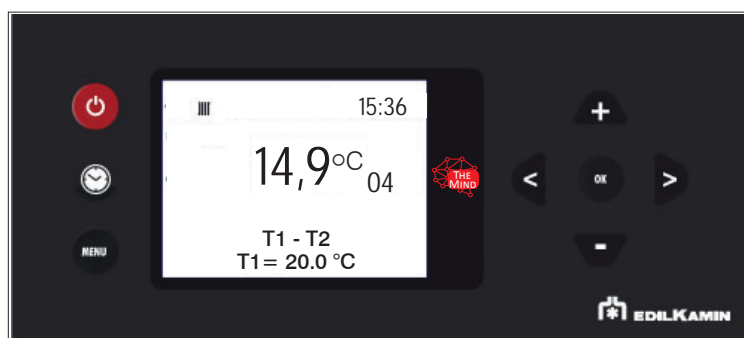 15:36
14,9°C 04
THE MIND
< OK >
+
-
MENU
T1 - T2
T1= 20.0 °C
EDILKAMIN